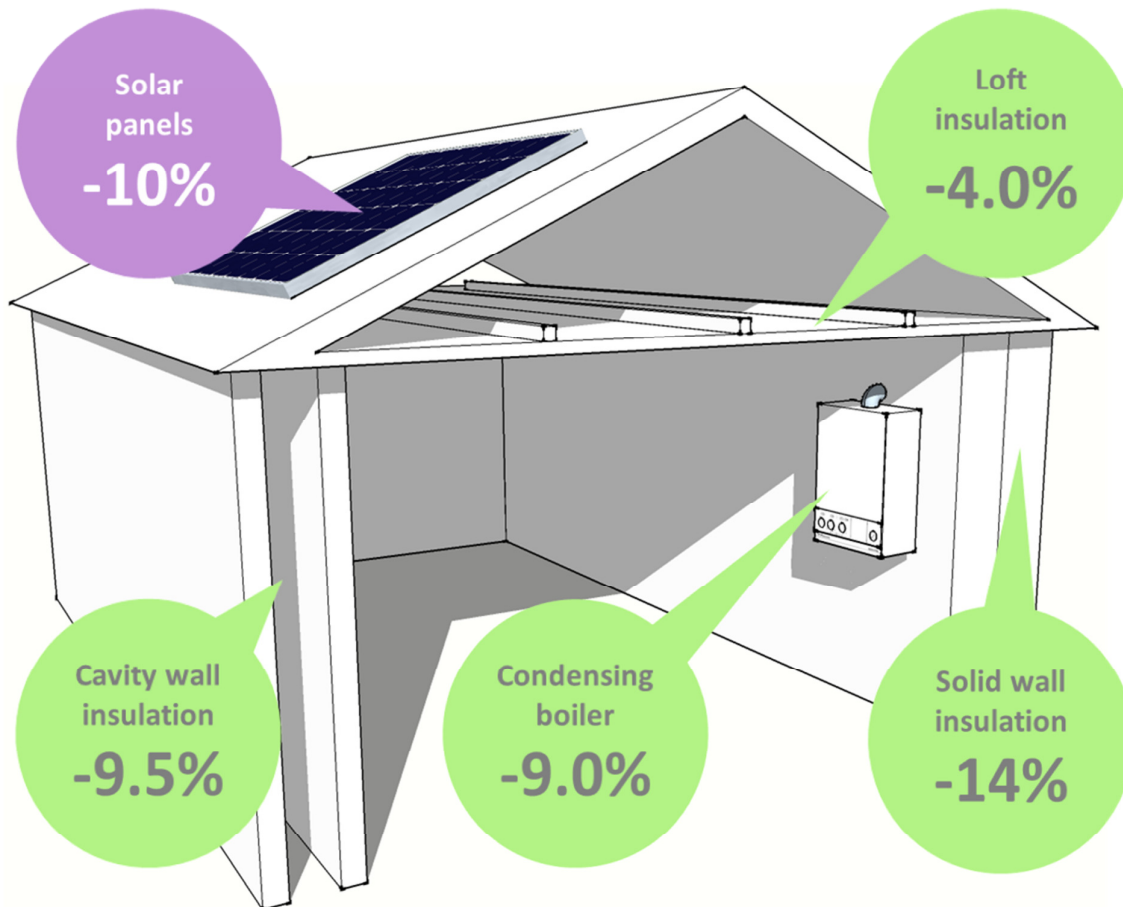 Solar
panels
-10%
Loft
insulation
-4.0%
Cavity wall
insulation
-9.5%
Condensing
boiler
-9.0%
Solid wall
insulation
-14%